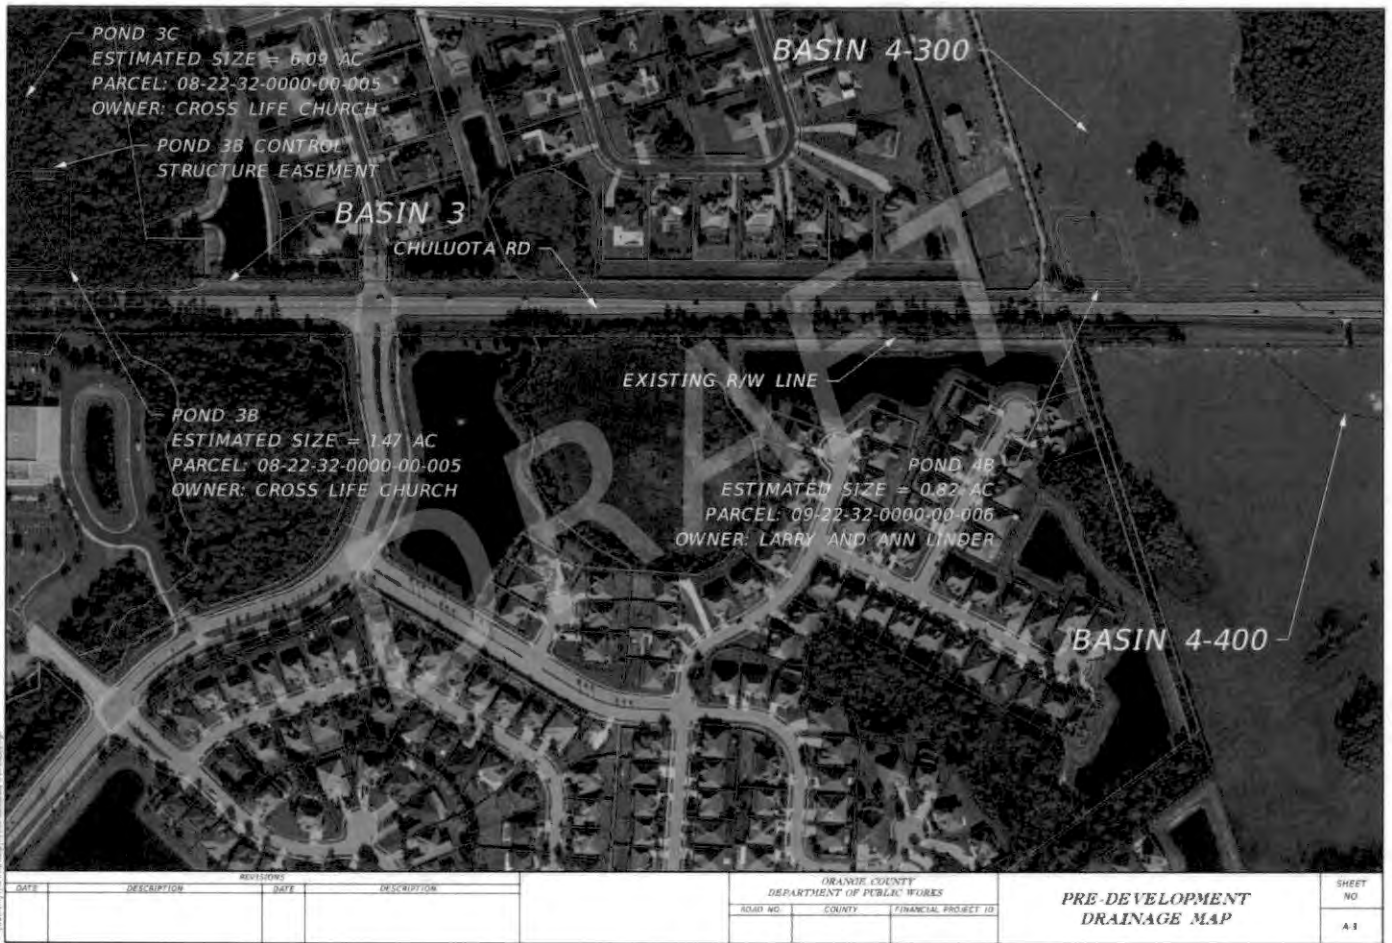 POND 3C
ESTIMATED SIZE = 6.09 AC
PARCEL: 08-22-32-0000-00-005
OWNER: CROSS LIFE CHURCH
POND 3B CONTROL
STRUCTURE EASEMENT
BASIN 3
CHULUOTA RD
BASIN 4-300
EXISTING R/W LINE
POND 3B
ESTIMATED SIZE = 1.47 AC
PARCEL: 08-22-32-0000-00-005
OWNER: CROSS LIFE CHURCH
POND 4B
ESTIMATED SIZE = 0.82 AC
PARCEL: 09-22-32-0000-00-006
OWNER: LARRY AND ANN LINDER
BASIN 4-400
DRAFT
REVISIONS
DATE DESCRIPTION DATE DESCRIPTION
ORANGE COUNTY
DEPARTMENT OF PUBLIC WORKS
ROAD NO. COUNTY FINANCIAL PROJECT ID
PRE-DEVELOPMENT
DRAINAGE MAP
SHEET
NO.
A-3